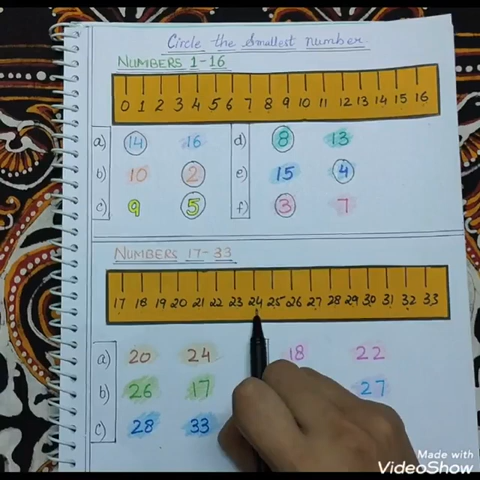 Circle the smallest number.
NUMBERS 1-16
0 1 2 3 4 5 6 7 8 9 10 11 12 13 14 15 16
a) 14 16 d) 8 13
b) 10 2 e) 15 4
c) 9 5 f) 3 7
NUMBERS 17-33
17 18 19 20 21 22 23 24 25 26 27 28 29 30 31 32 33
a) 20 24 18 22
b) 26 17 27
c) 28 33
Made with
VideoShow